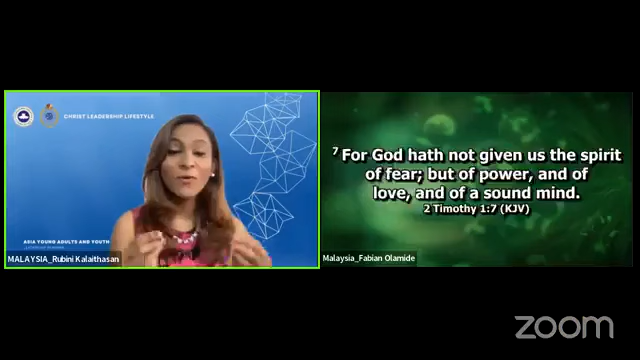 CHRIST LEADERSHIP LIFESTYLE
ASIA YOUNG ADULTS AND YOUTH
MALAYSIA_Rubini Kalaithasan
7 For God hath not given us the spirit
of fear; but of power, and of
love, and of a sound mind.
2 Timothy 1:7 (KJV)
Malaysia_Fabian Olamide
zoom